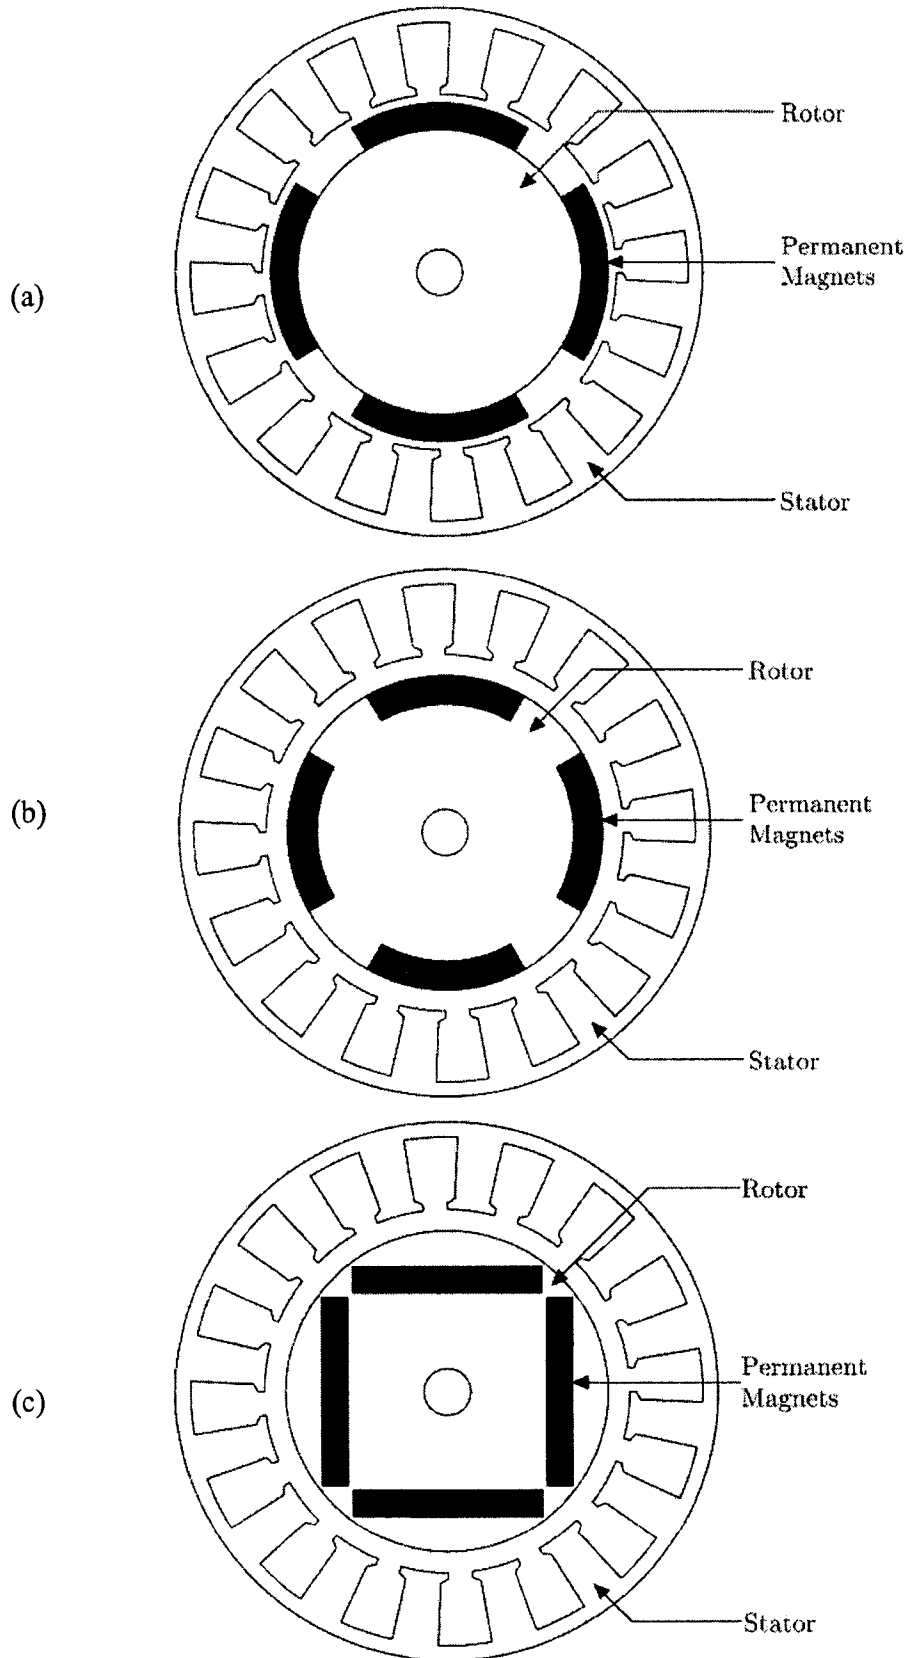 Rotor
Permanent
Magnets
(a)
Stator
Rotor
Permanent
Magnets
(b)
Stator
Rotor
Permanent
Magnets
(c)
Stator